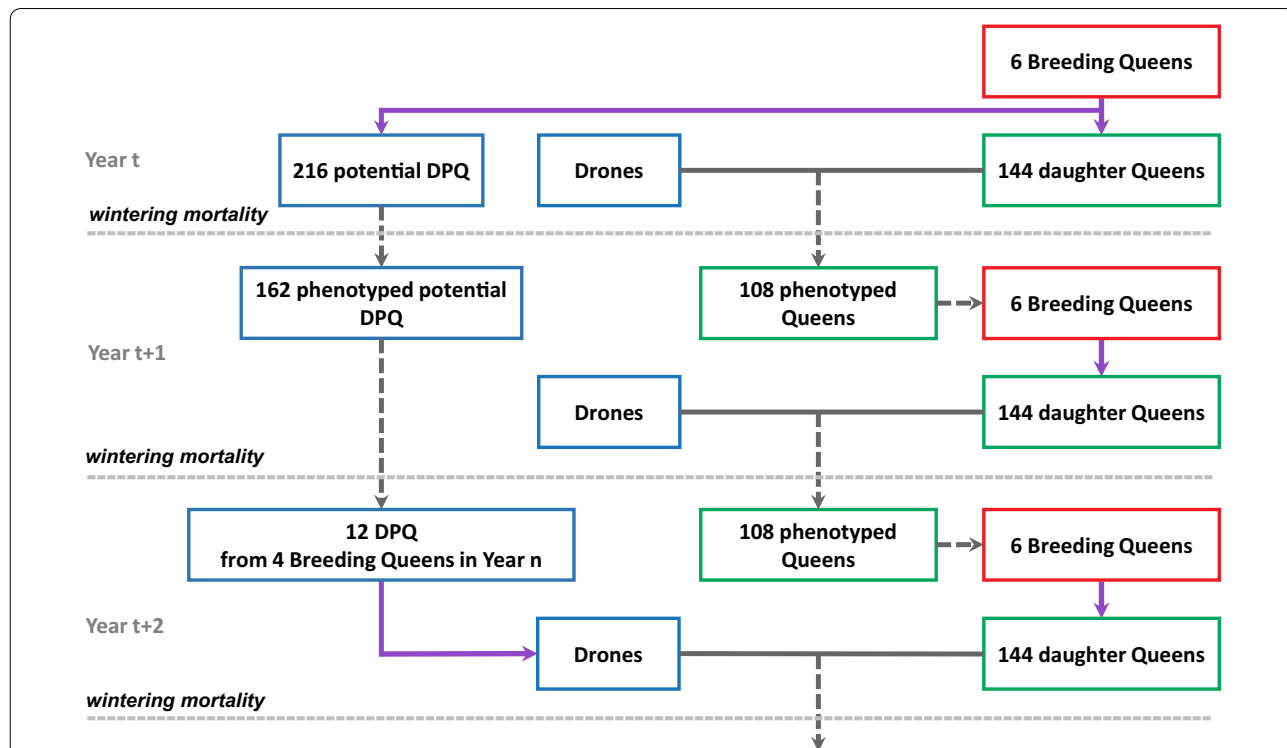 6 Breeding Queens
Year t
216 potential DPQ
Drones
144 daughter Queens
wintering mortality
162 phenotyped potential
DPQ
108 phenotyped
Queens
6 Breeding Queens
Year t+1
Drones
144 daughter Queens
wintering mortality
12 DPQ
from 4 Breeding Queens in Year n
108 phenotyped
Queens
6 Breeding Queens
Year t+2
Drones
144 daughter Queens
wintering mortality